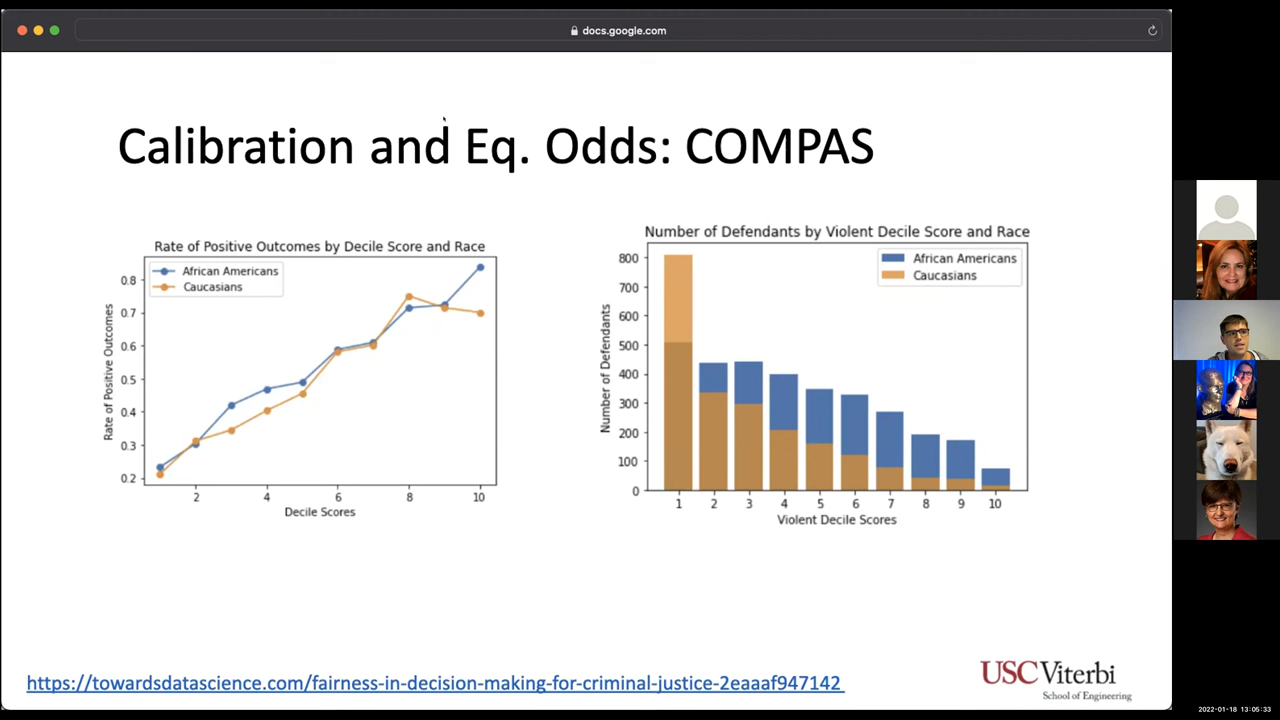 docs.google.com
Calibration and Eq. Odds: COMPAS
Rate of Positive Outcomes by Decile Score and Race
African Americans
Caucasians
Rate of Positive Outcomes
0.8
0.7
0.6
0.5
0.4
0.3
0.2
2 4 6 8 10
Decile Scores
Number of Defendants by Violent Decile Score and Race
African Americans
Caucasians
Number of Defendants
800
700
600
500
400
300
200
100
0
1 2 3 4 5 6 7 8 9 10
Violent Decile Scores
https://towardsdatascience.com/fairness-in-decision-making-for-criminal-justice-2eaaaf947142
USC Viterbi
School of Engineering
2022-01-18 13:05:33